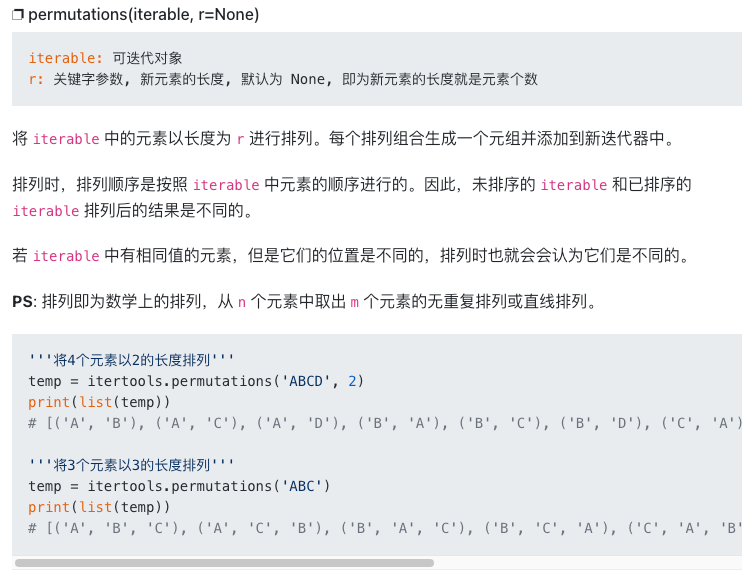 permutations(iterable, r=None)
iterable: 可迭代对象
r: 关键字参数, 新元素的长度, 默认为 None, 即为新元素的长度就是元素个数
将 iterable 中的元素以长度为 r 进行排列。每个排列组合生成一个元组并添加到新迭代器中。
排列时，排列顺序是按照 iterable 中元素的顺序进行的。因此，未排序的 iterable 和已排序的
iterable 排列后的结果是不同的。
若 iterable 中有相同值的元素，但是它们的位置是不同的，排列时也就会会认为它们是不同的。
PS: 排列即为数学上的排列，从 n 个元素中取出 m 个元素的无重复排列或直线排列。
'''将4个元素以2的长度排列'''
temp = itertools.permutations('ABCD', 2)
print(list(temp))
# [('A', 'B'), ('A', 'C'), ('A', 'D'), ('B', 'A'), ('B', 'C'), ('B', 'D'), ('C', 'A')
'''将3个元素以3的长度排列'''
temp = itertools.permutations('ABC')
print(list(temp))
# [('A', 'B', 'C'), ('A', 'C', 'B'), ('B', 'A', 'C'), ('B', 'C', 'A'), ('C', 'A', 'B'